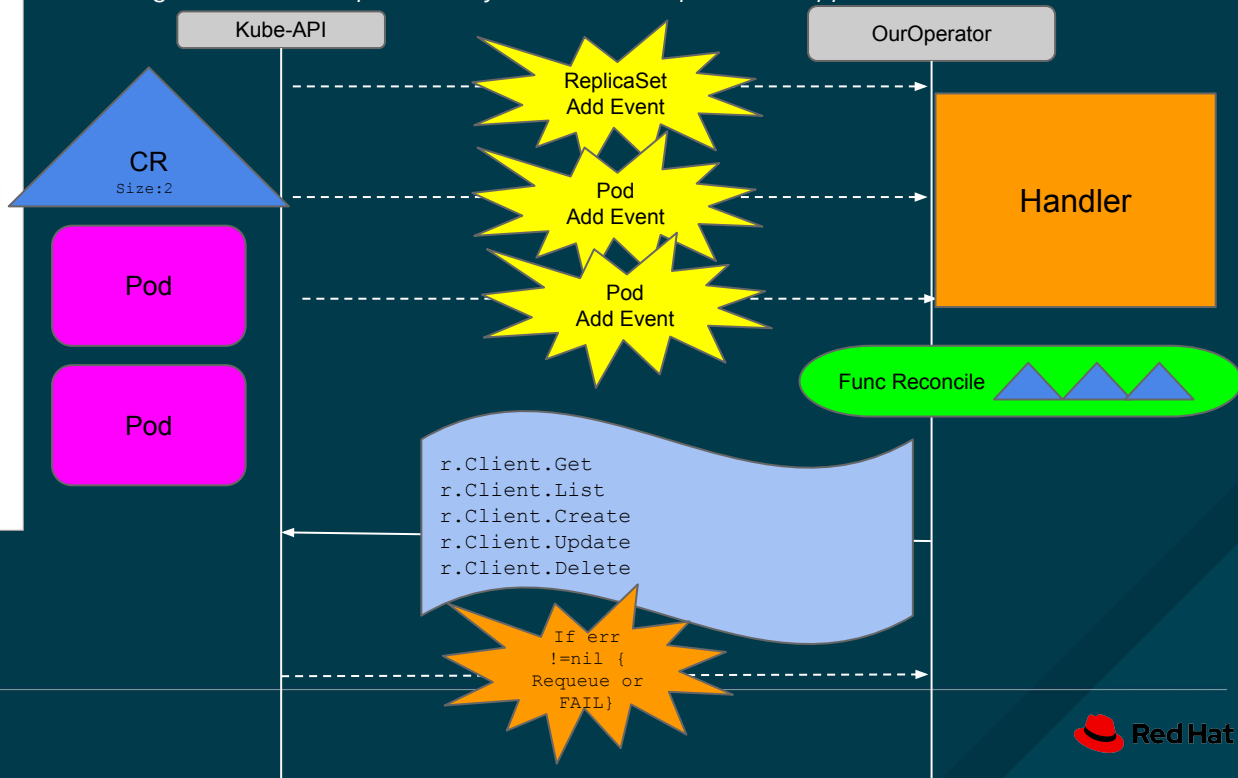 Kube-API
OurOperator
ReplicaSet
Add Event
CR
Size:2
Pod
Add Event
Handler
Pod
Pod
Add Event
Func Reconcile
Pod
r.Client.Get
r.Client.List
r.Client.Create
r.Client.Update
r.Client.Delete
If err
!=nil {
Requeue or
FAIL}
Red Hat